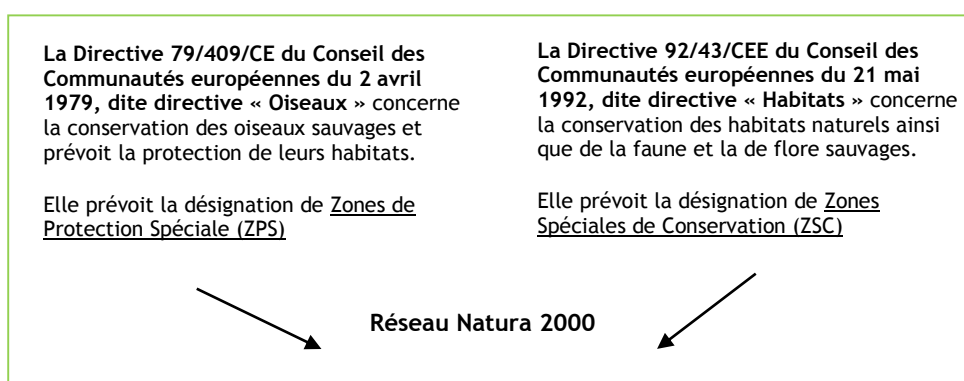 La Directive 79/409/CE du Conseil des
Communautés européennes du 2 avril
1979, dite directive « Oiseaux » concerne
la conservation des oiseaux sauvages et
prévoit la protection de leurs habitats.
Elle prévoit la désignation de Zones de
Protection Spéciale (ZPS)
La Directive 92/43/CEE du Conseil des
Communautés européennes du 21 mai
1992, dite directive « Habitats » concerne
la conservation des habitats naturels ainsi
que de la faune et la de flore sauvages.
Elle prévoit la désignation de Zones
Spéciales de Conservation (ZSC)
Réseau Natura 2000